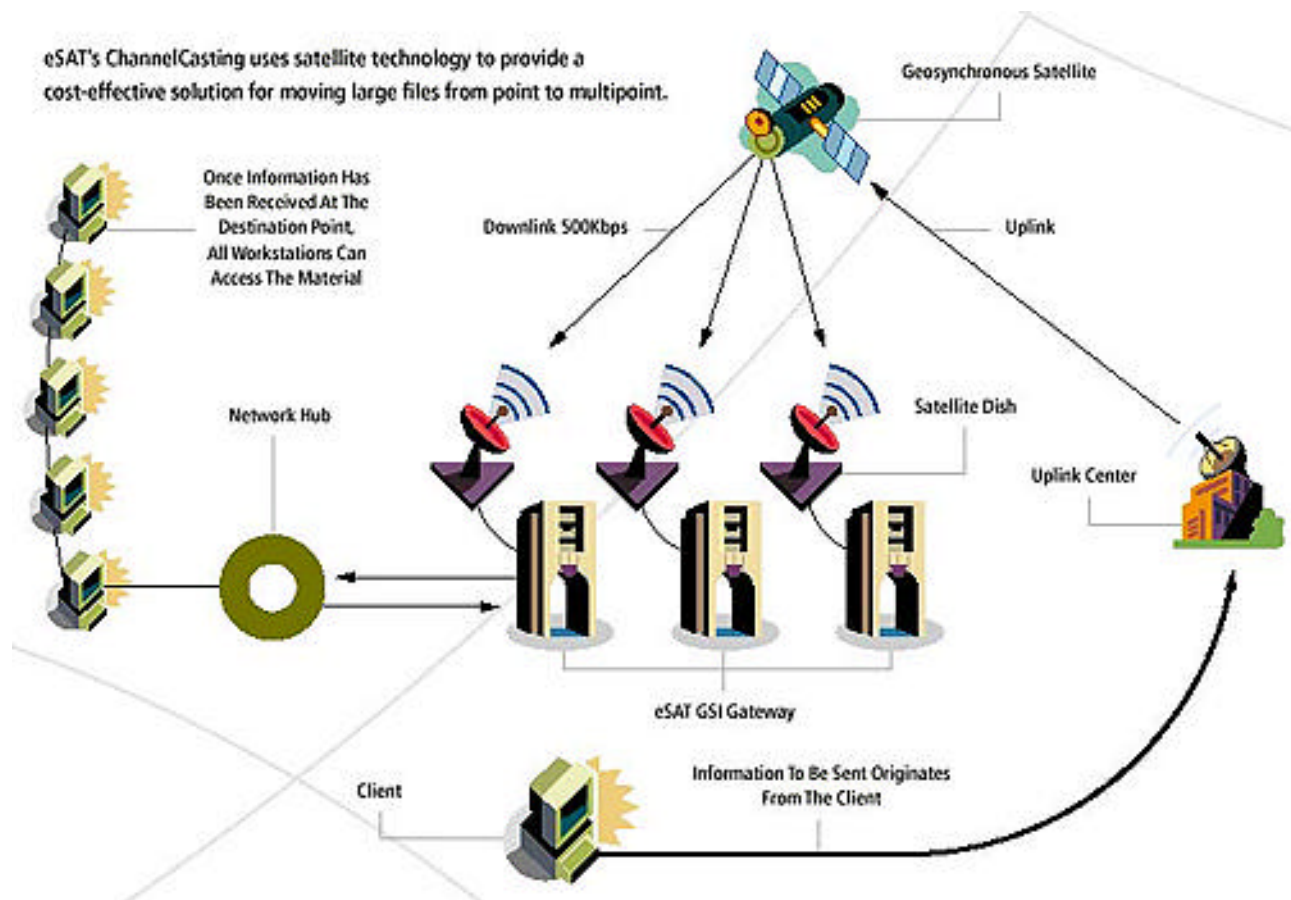 eSAT's ChannelCasting uses satellite technology to provide a
cost-effective solution for moving large files from point to multipoint.
Geosynchronous Satellite
Once Information Has
Been Received At The
Destination Point,
All Workstations Can
Access The Material
Downlink 500Kbps
Uplink
Network Hub
Satellite Dish
Uplink Center
eSAT GSI Gateway
Client
Information To Be Sent Originates
From The Client